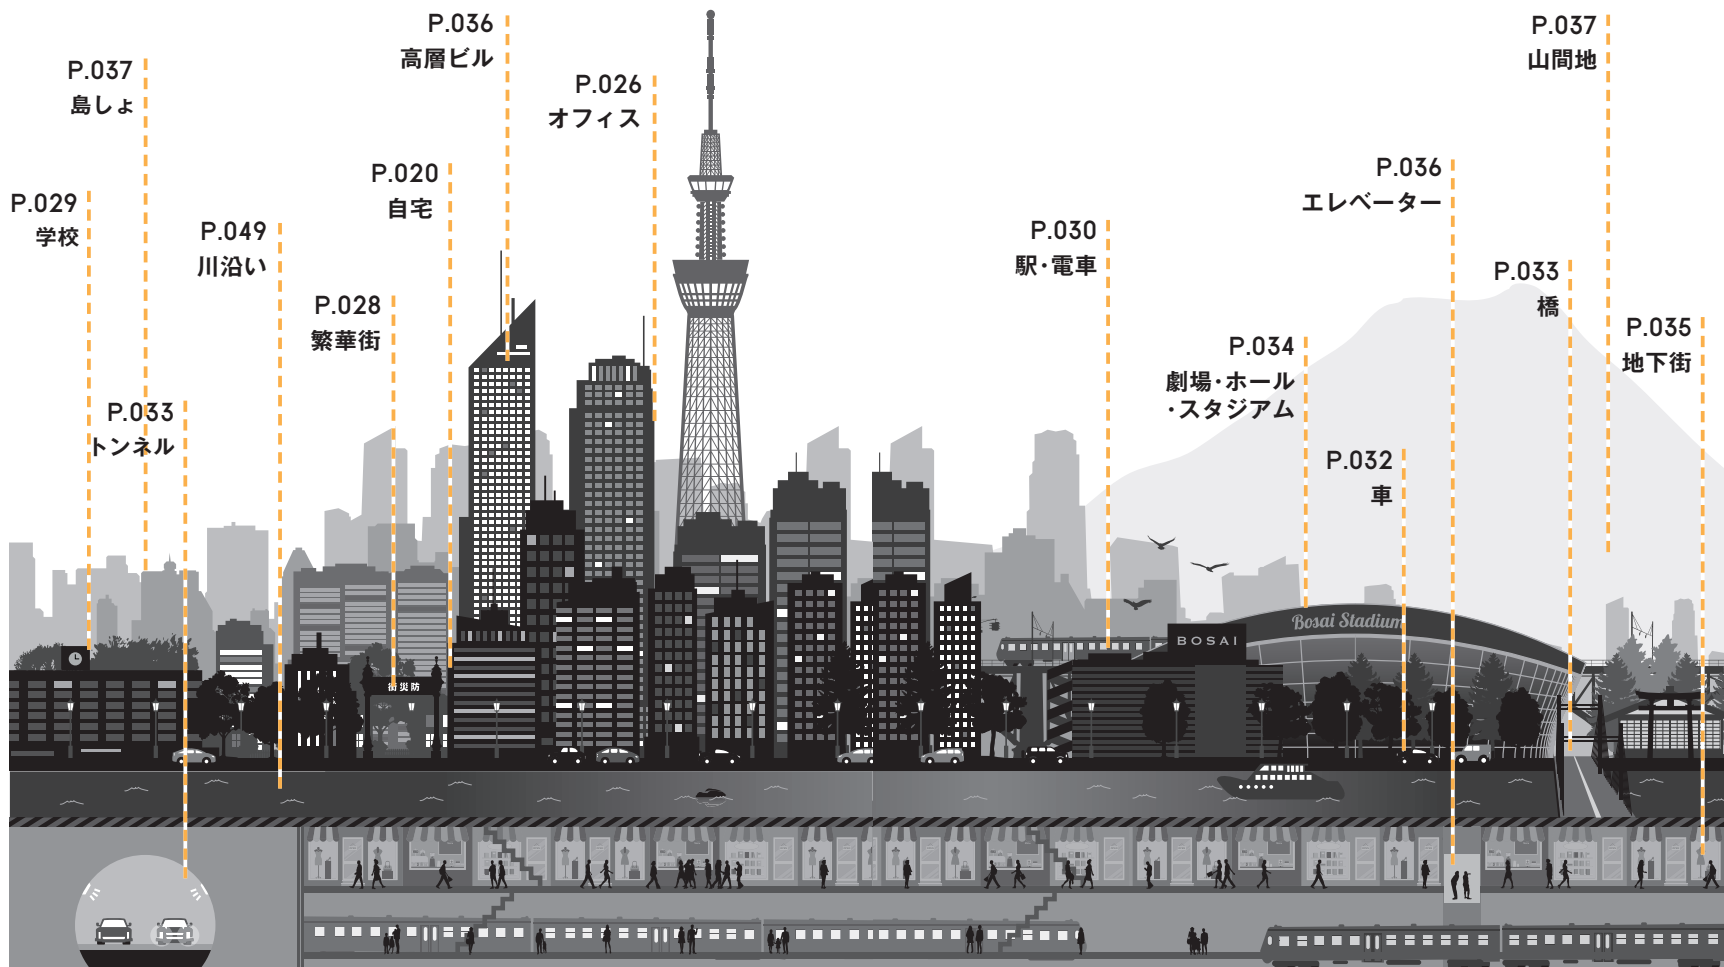 P.036
高層ビル
P.037
山間地
P.037
島しょ
P.026
オフィス
P.020
自宅
P.036
エレベーター
P.029
学校
P.049
川沿い
P.030
駅・電車
P.033
橋
P.028
繁華街
P.035
地下街
P.034
劇場・ホール
・スタジアム
P.033
トンネル
P.032
車
Bosai Stadium
BOSAI
街災防